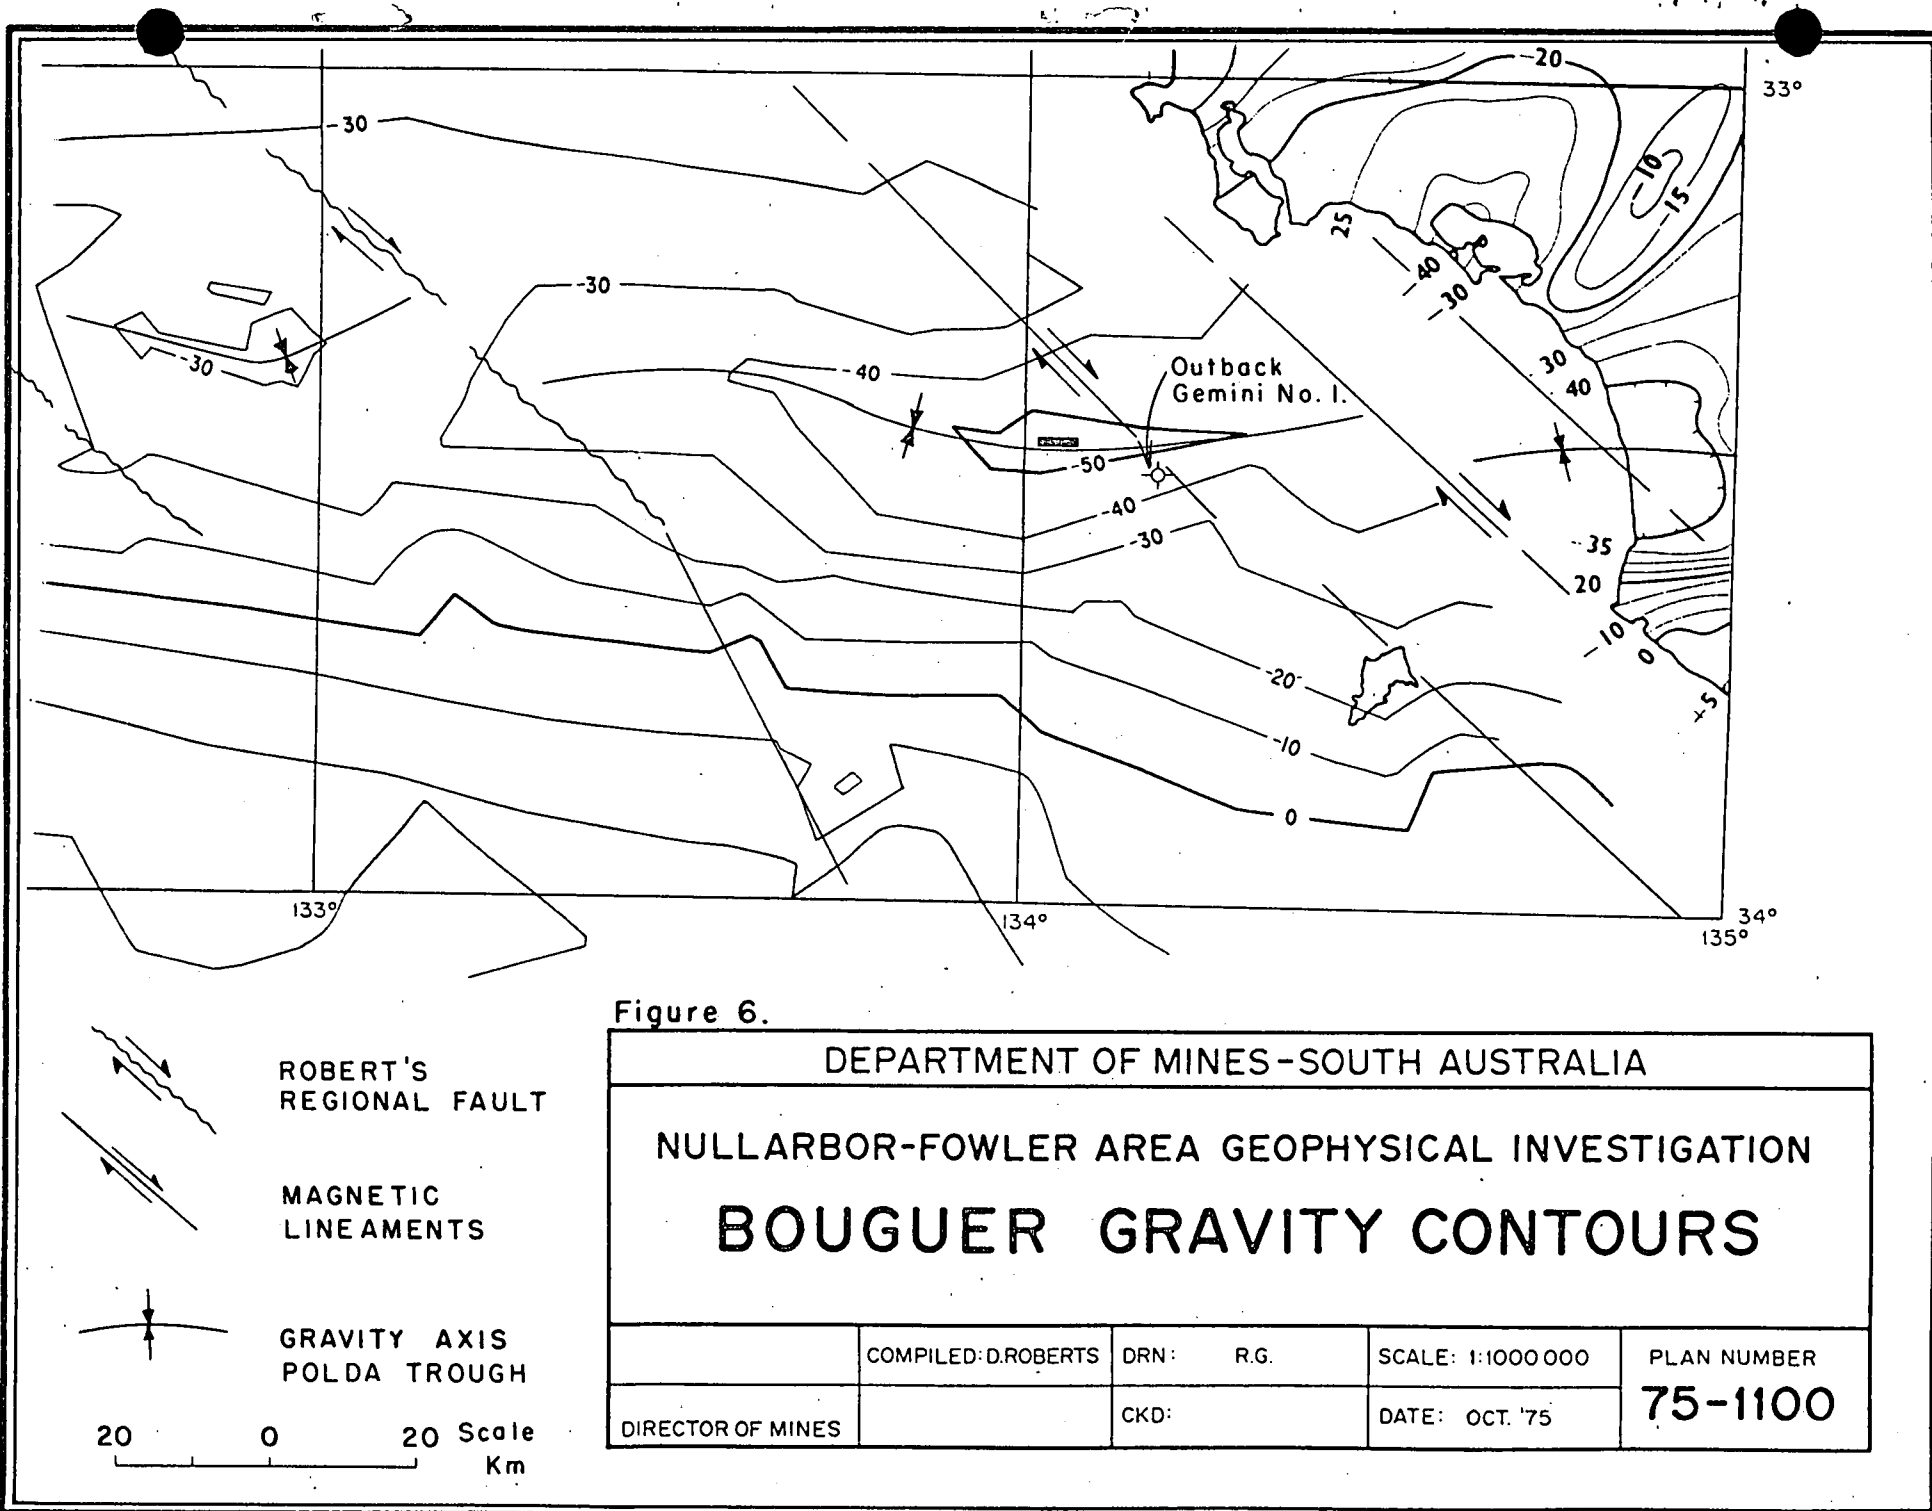 -20
33°
-30
-10
-15
25
40
-30
-30
-30
-40
Outback
Gemini No. 1.
30
40
-30
-50
-40
-30
-35
20
-10
0
-20
+5
-10
0
133°
134°
34°
135°
Figure 6.
DEPARTMENT OF MINES-SOUTH AUSTRALIA
NULLARBOR-FOWLER AREA GEOPHYSICAL INVESTIGATION
BOUGUER GRAVITY CONTOURS
COMPILED: D.ROBERTS
DRN: R.G.
SCALE: 1:1000000
PLAN NUMBER
75-1100
DIRECTOR OF MINES
CKD:
DATE: OCT. '75
ROBERT'S
REGIONAL FAULT
MAGNETIC
LINEAMENTS
GRAVITY AXIS
POLDA TROUGH
20 0 20 Scale
Km